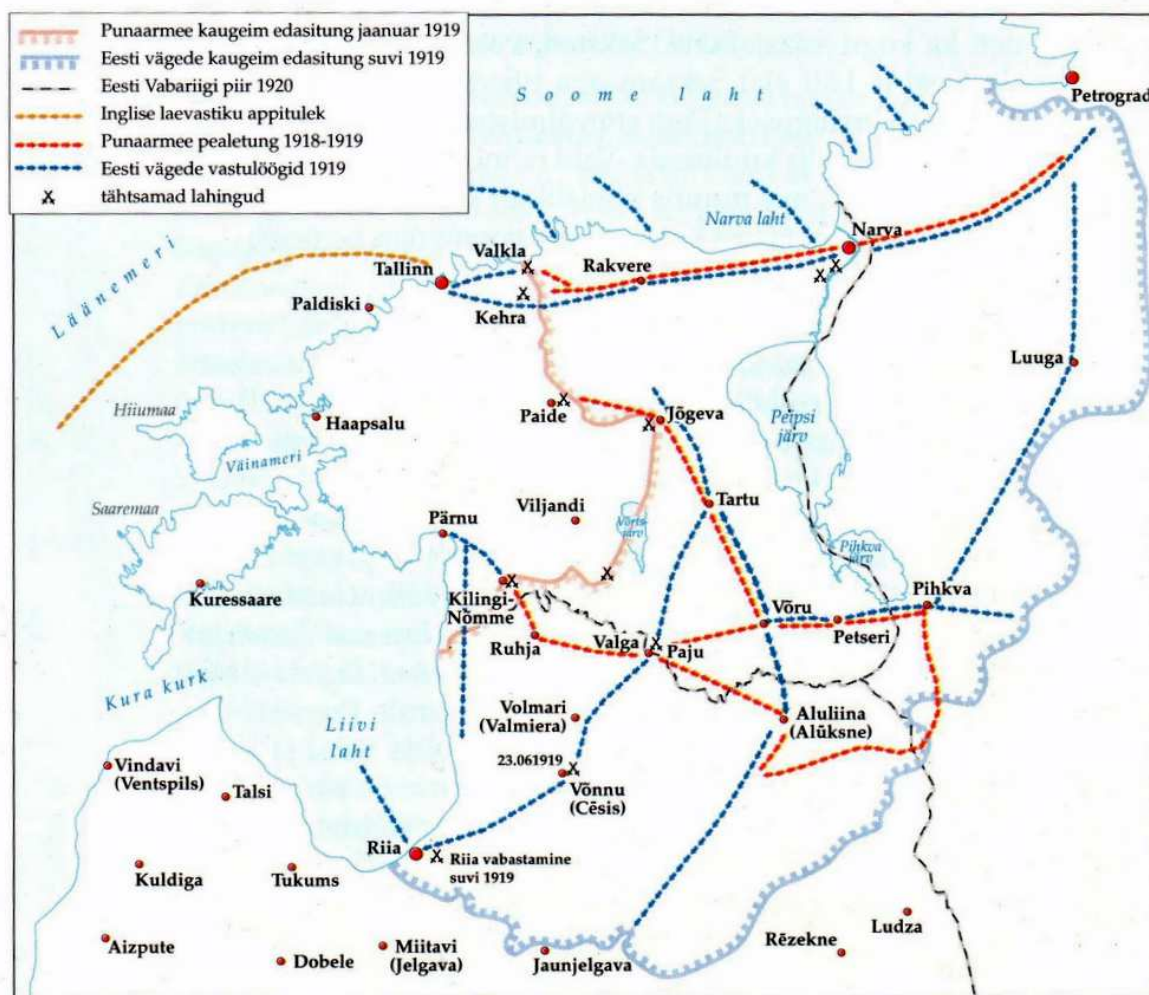 Punaarmee kaugeim edasitung jaanuar 1919
Eesti vägede kaugeim edasitung suvi 1919
Eesti Vabariigi piir 1920
Inglise laevastiku appitulek
Punaarmee pealetung 1918-1919
Eesti vägede vastulöögid 1919
tähtsamad lahingud
Soome laht
Petrograd
Narva laht
Narva
Valkla
Rakvere
Tallinn
Läänemeri
Paldiski
Kehra
Luuga
Hiiumaa
Haapsalu
Paide
Jõgeva
Peipsi
järv
Väinameri
Saaremaa
Viljandi
Tartu
Pärnu
Võrts-
järv
Pihkva
järv
Kuressaare
Kilingi-
Nõmme
Pihkva
Võru
Petseri
Ruhja
Valga
Paju
Kura kurk
Liivi
laht
Volmari
(Valmiera)
Aluliina
(Alūksne)
23.061919
Võnnu
(Cēsis)
Vindavi
(Ventspils)
Talsi
Riia
Riia vabastamine
suvi 1919
Kuldiga
Tukums
Ludza
Aizpute
Dobele
Miitavi
(Jelgava)
Jaunjelgava
Rēzekne